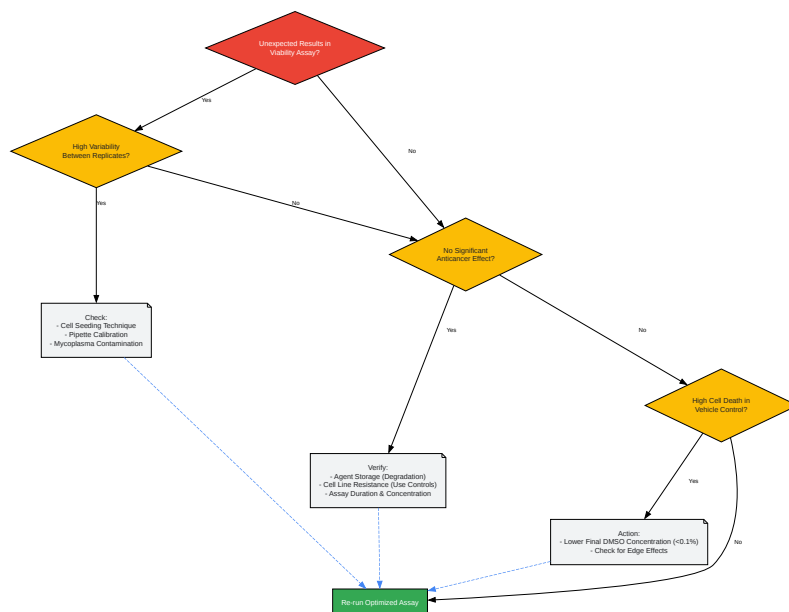 Unexpected Results in
Viability Assay?
Yes
No
High Variability
Between Replicates?
Yes
No
No Significant
Anticancer Effect?
Yes
No
Check:
- Cell Seeding Technique
- Pipette Calibration
- Mycoplasma Contamination
High Cell Death in
Vehicle Control?
Yes
No
Verify:
- Agent Storage (Degradation)
- Cell Line Resistance (Use Controls)
- Assay Duration & Concentration
Action:
- Lower Final DMSO Concentration (<0.1%)
- Check for Edge Effects
Re-run Optimized Assay